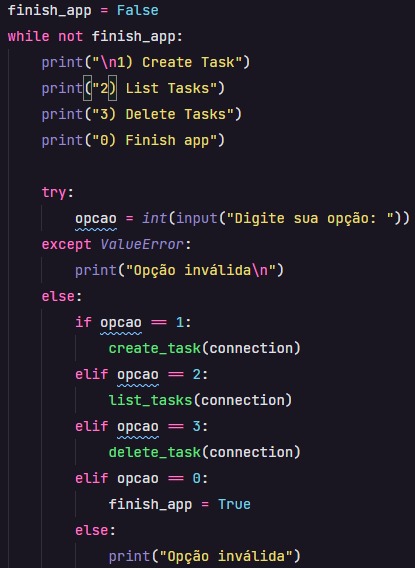 finish_app = False
while not finish_app:
    print("\n1) Create Task")
    print("2) List Tasks")
    print("3) Delete Tasks")
    print("0) Finish app")

    try:
        opcao = int(input("Digite sua opção: "))
    except ValueError:
        print("Opção inválida\n")
    else:
        if opcao == 1:
            create_task(connection)
        elif opcao == 2:
            list_tasks(connection)
        elif opcao == 3:
            delete_task(connection)
        elif opcao == 0:
            finish_app = True
        else:
            print("Opção inválida")